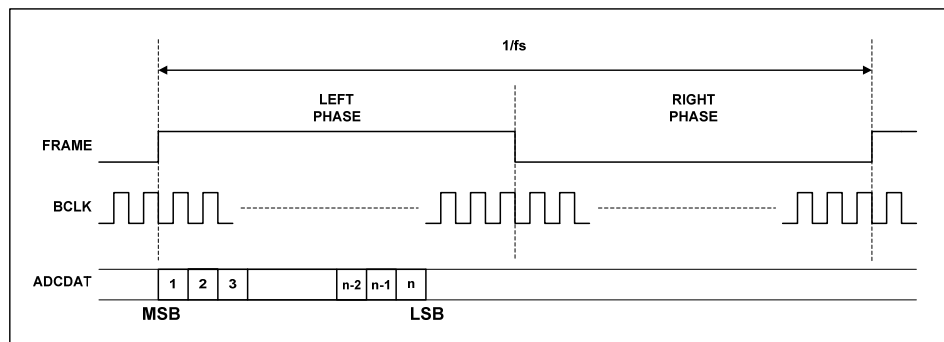 1/fs
LEFT
PHASE
RIGHT
PHASE
FRAME
BCLK
ADCDAT
1 2 3 n-2 n-1 n
MSB LSB